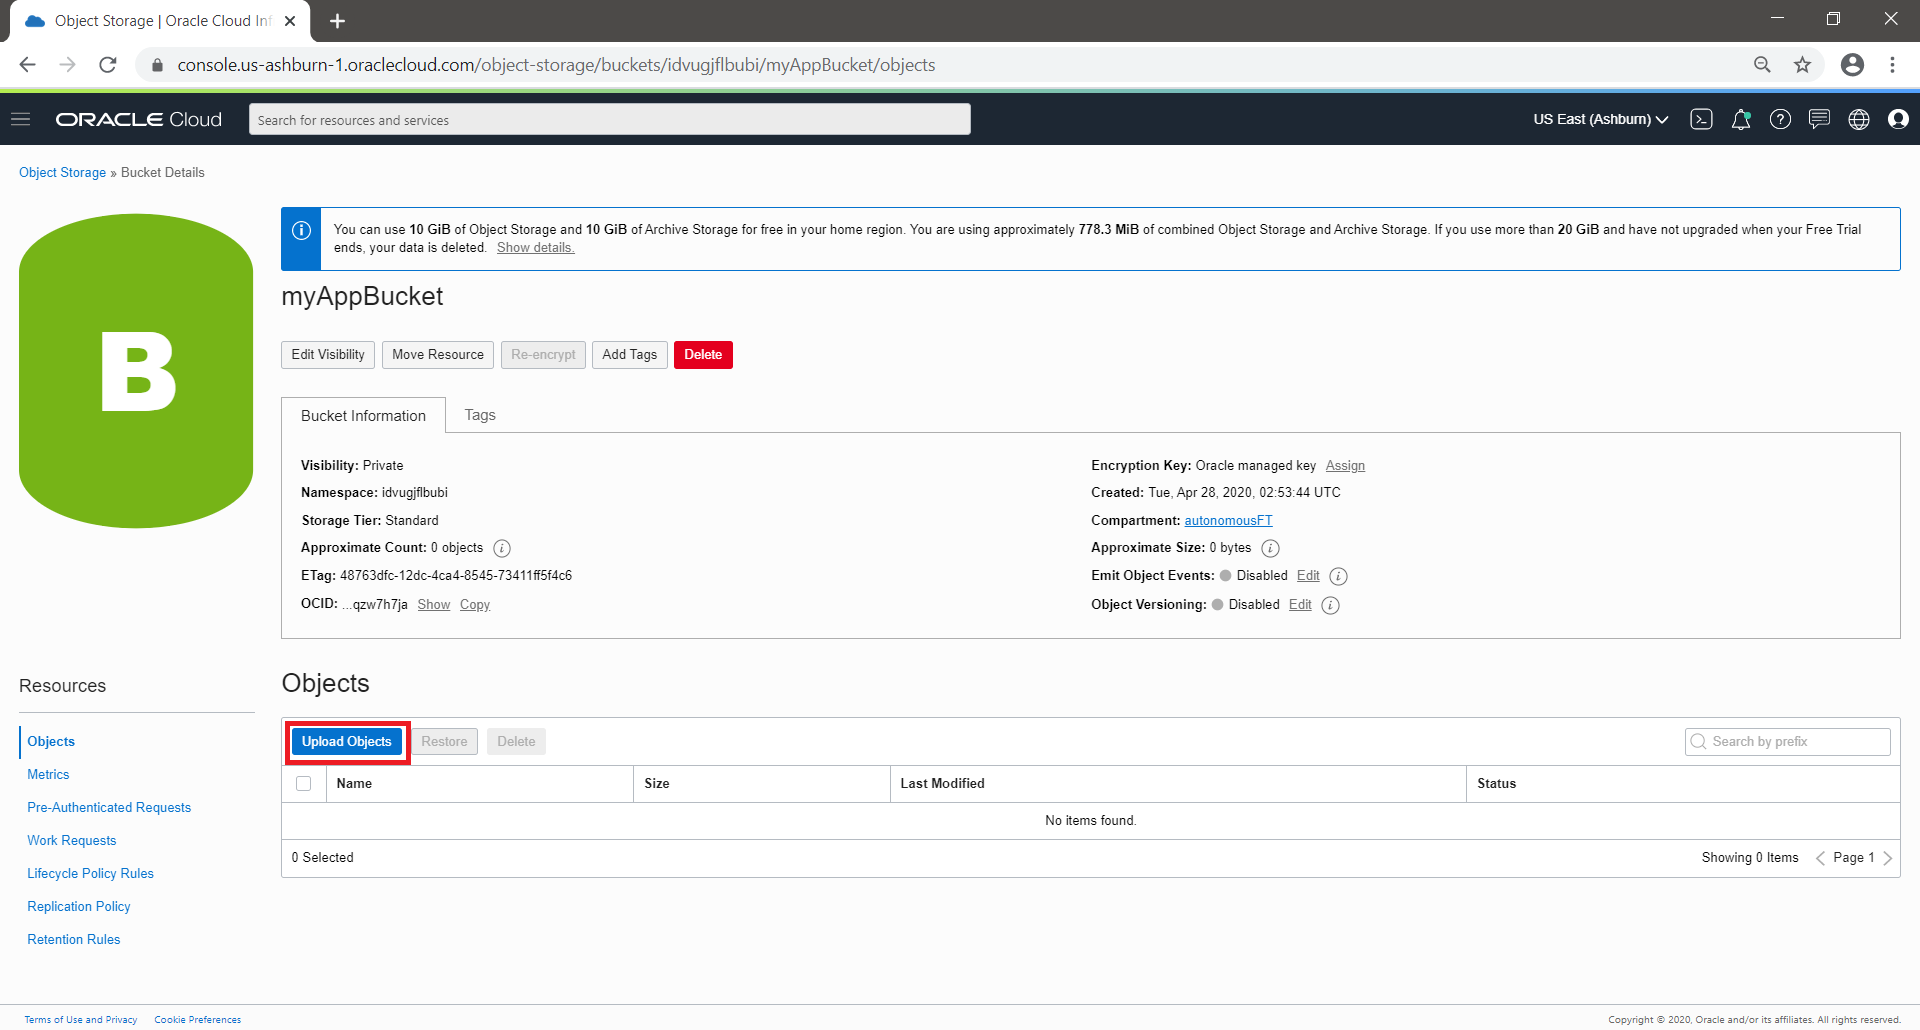 Object Storage | Oracle Cloud Inf
console.us-ashburn-1.oraclecloud.com/object-storage/buckets/idvugjflbubi/myAppBucket/objects
ORACLE Cloud
Search for resources and services
US East (Ashburn)
Object Storage » Bucket Details
B
You can use 10 GiB of Object Storage and 10 GiB of Archive Storage for free in your home region. You are using approximately 778.3 MiB of combined Object Storage and Archive Storage. If you use more than 20 GiB and have not upgraded when your Free Trial
ends, your data is deleted. Show details.
myAppBucket
Edit Visibility Move Resource Re-encrypt Add Tags Delete
Bucket Information Tags
Visibility: Private
Namespace: idvugjflbubi
Storage Tier: Standard
Approximate Count: 0 objects
ETag: 48763dfc-12dc-4ca4-8545-73411ff5f4c6
OCID: ...qzw7h7ja Show Copy
Encryption Key: Oracle managed key Assign
Created: Tue, Apr 28, 2020, 02:53:44 UTC
Compartment: autonomousFT
Approximate Size: 0 bytes
Emit Object Events: Disabled Edit
Object Versioning: Disabled Edit
Resources
Objects
Metrics
Pre-Authenticated Requests
Work Requests
Lifecycle Policy Rules
Replication Policy
Retention Rules
Objects
Upload Objects Restore Delete
Search by prefix
Name Size Last Modified Status
No items found.
0 Selected
Showing 0 Items < Page 1 >
Terms of Use and Privacy Cookie Preferences
Copyright © 2020, Oracle and/or its affiliates. All rights reserved.